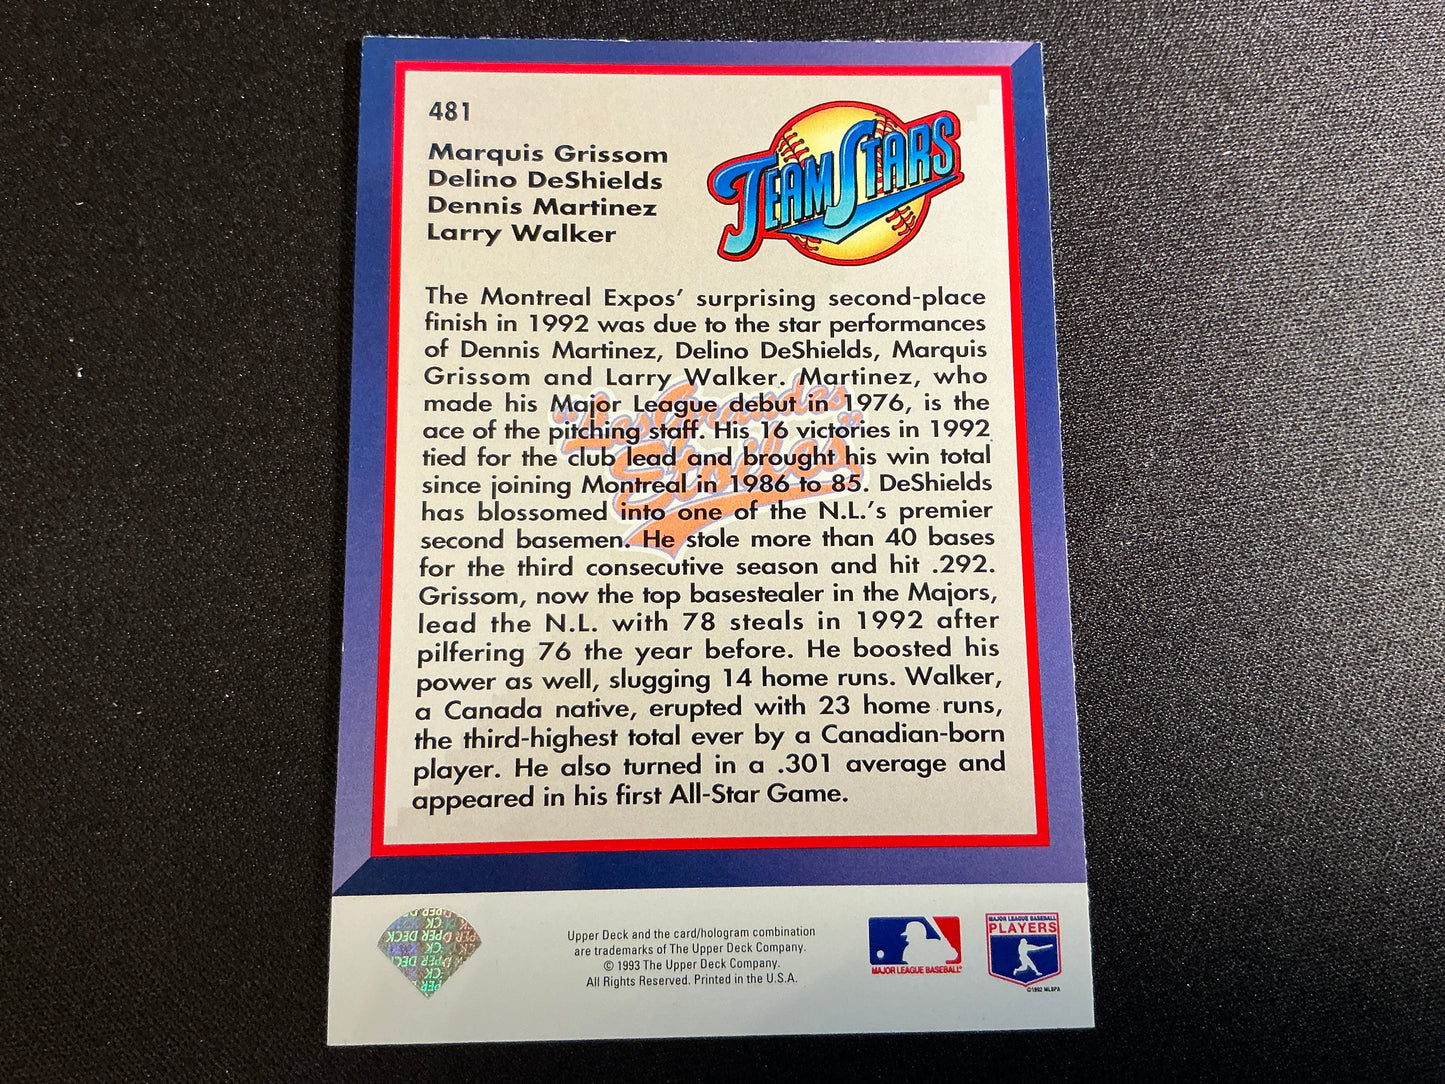 481
TEAM STARS
Marquis Grissom
Delino DeShields
Dennis Martinez
Larry Walker
The Montreal Expos' surprising second-place
finish in 1992 was due to the star performances
of Dennis Martinez, Delino DeShields, Marquis
Grissom and Larry Walker. Martinez, who
made his Major League debut in 1976, is the
ace of the pitching staff. His 16 victories in 1992
tied for the club lead and brought his win total
since joining Montreal in 1986 to 85. DeShields
has blossomed into one of the N.L.'s premier
second basemen. He stole more than 40 bases
for the third consecutive season and hit .292.
Grissom, now the top basestealer in the Majors,
lead the N.L. with 78 steals in 1992 after
pilfering 76 the year before. He boosted his
power as well, slugging 14 home runs. Walker,
a Canada native, erupted with 23 home runs,
the third-highest total ever by a Canadian-born
player. He also turned in a .301 average and
appeared in his first All-Star Game.
"Los Grandes
Stoiles"
Upper Deck and the card/hologram combination
are trademarks of The Upper Deck Company.
© 1993 The Upper Deck Company.
All Rights Reserved. Printed in the U.S.A.
MAJOR LEAGUE BASEBALL
MAJOR LEAGUE BASEBALL
PLAYERS
©1992 MLBPA
UPPER DECK